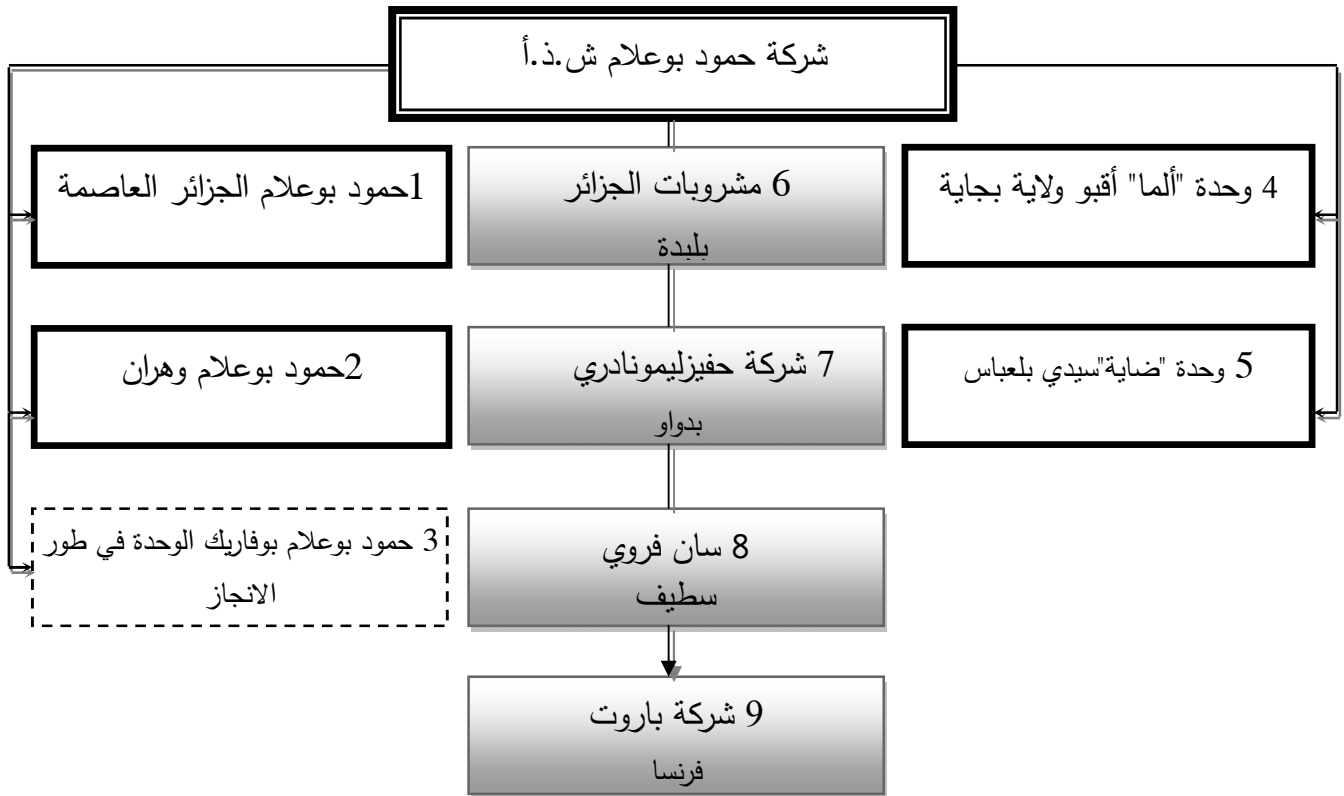 شركة حمود بوعلام ش.ذ.أ
1حمود بوعلام الجزائر العاصمة
2حمود بوعلام وهران
3 حمود بوعلام بوفاريك الوحدة في طور
الانجاز
4 وحدة "ألما" أقبو ولاية بجاية
5 وحدة "ضاية"سيدي بلعباس
6 مشروبات الجزائر
بليدة
7 شركة حفيزليمونادري
بدواو
8 سان فروي
سطيف
9 شركة باروت
فرنسا